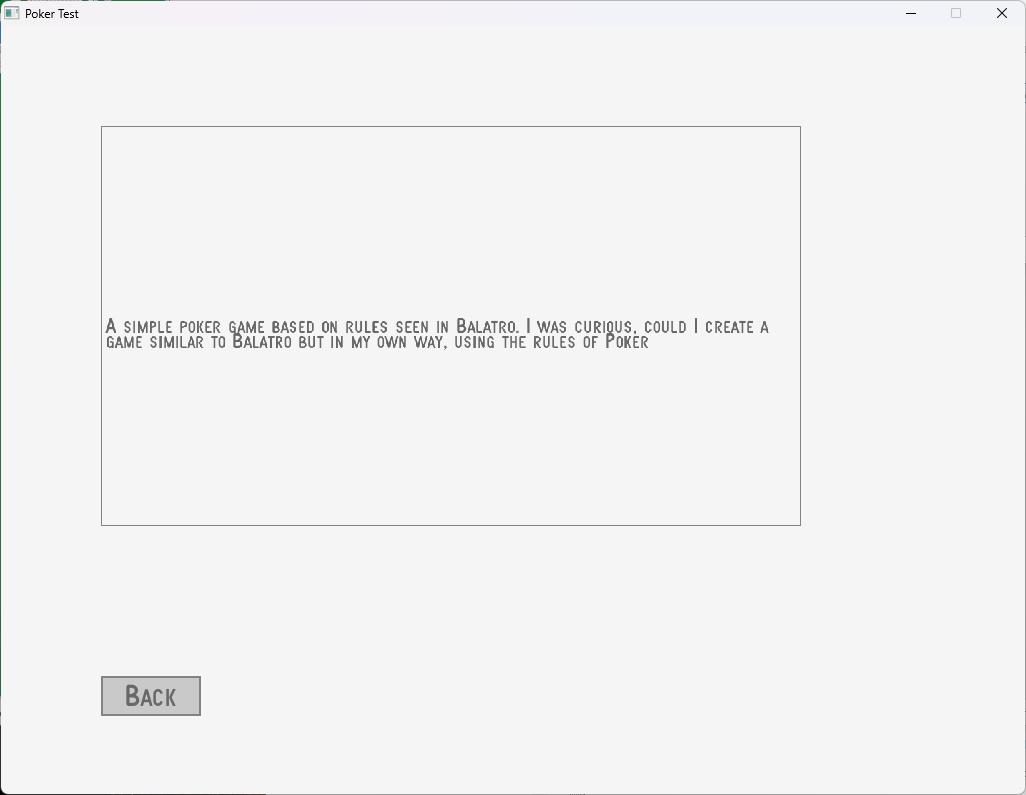 Poker Test
A simple poker game based on rules seen in Balatro. I was curious, could I create a
game similar to Balatro but in my own way, using the rules of Poker
Back